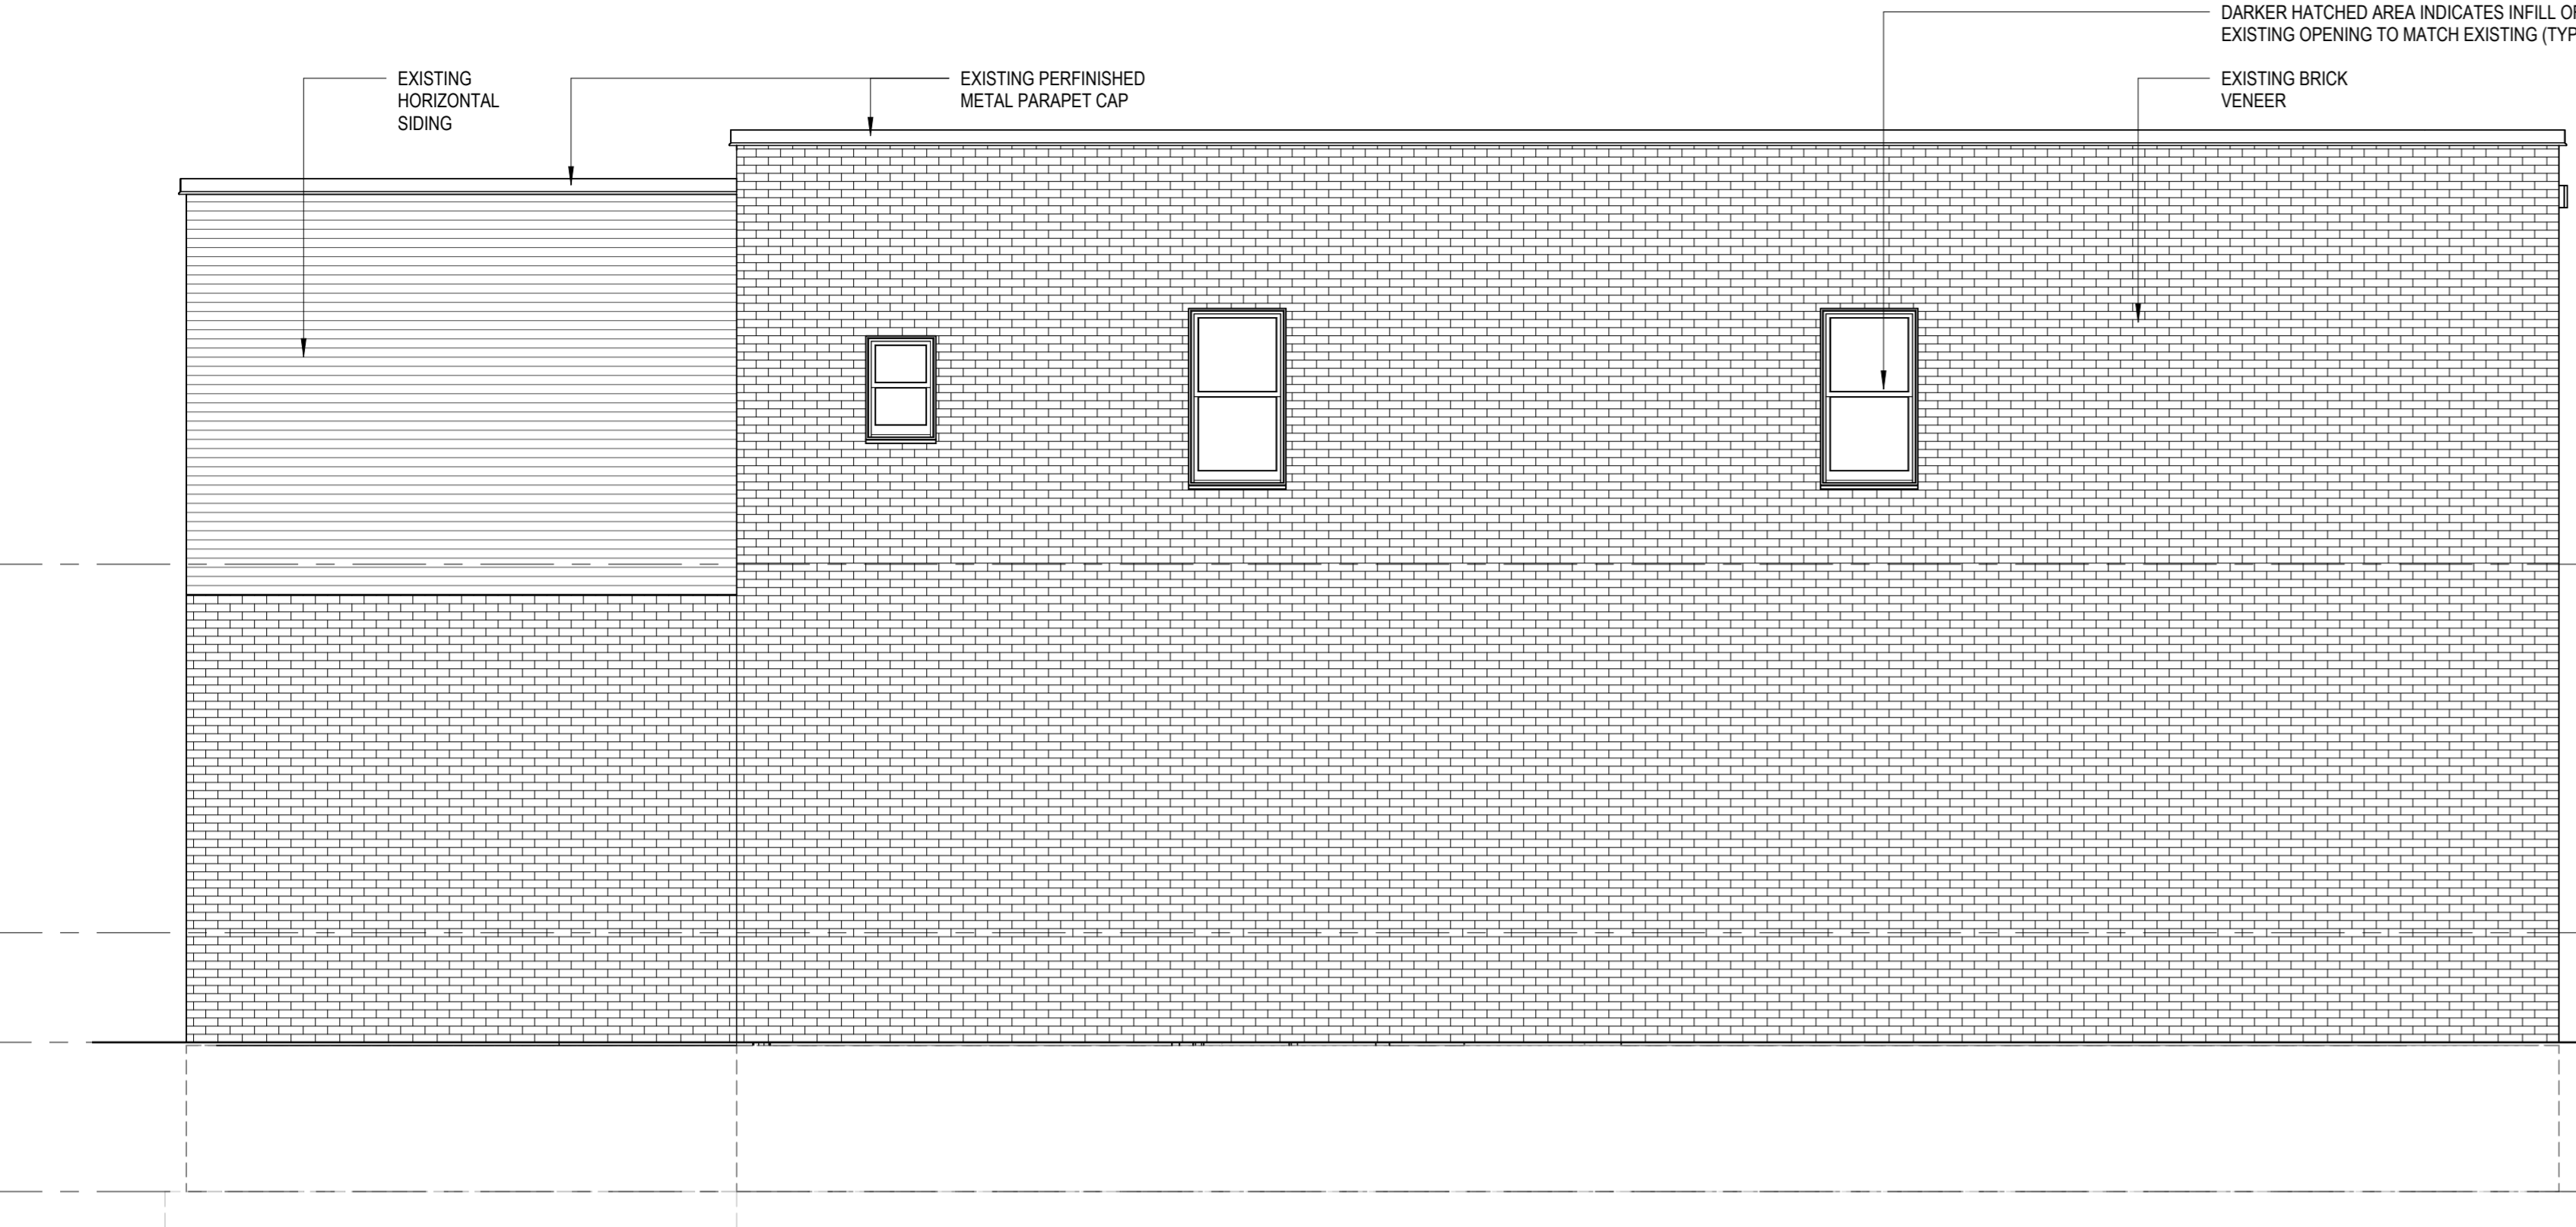 DARKER HATCHED AREA INDICATES INFILL
EXISTING OPENING TO MATCH EXISTING (TYP
EXISTING
HORIZONTAL
SIDING
EXISTING PERFINISHED
METAL PARAPET CAP
EXISTING BRICK
VENEER